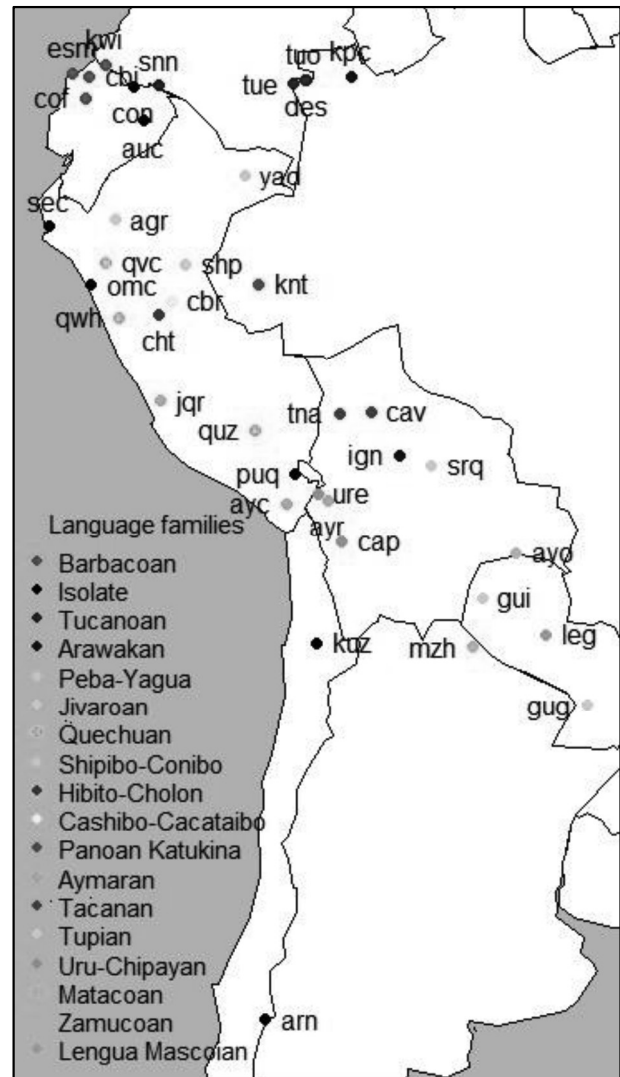 kwi
esm
cbi
snn
tuo
kpc
tue
des
cof
con
auc
yad
sec
agr
qvc
shp
omc
knt
cbr
qwh
cht
jqr
tna
cav
quz
ign
srq
puq
ure
ayc
ayr
cap
ayo
gui
leg
kuz
mzh
gug
arn
Language families
Barbacoan
Isolate
Tucanoan
Arawakan
Peba-Yagua
Jivaroan
Quechuan
Shipibo-Conibo
Hibito-Cholon
Cashibo-Cacataibo
Panoan Katukina
Aymaran
Tacanan
Tupian
Uru-Chipayan
Matacoan
Zamucoan
Lengua Mascoian